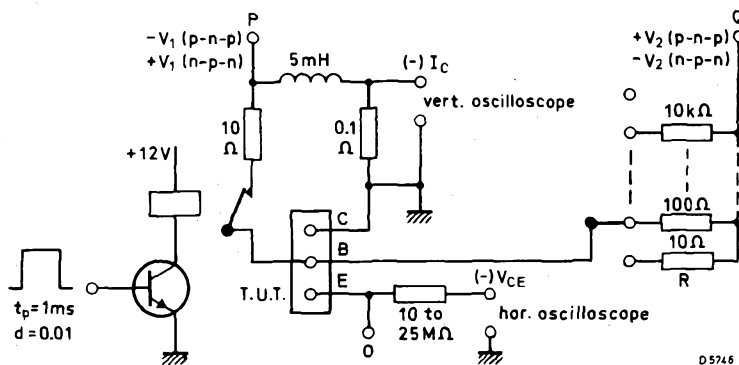 P
-V1 (p-n-p)
+V1 (n-p-n)
5mH
(-) IC
vert. oscilloscope
10
Ω
0.1
Ω
Q
+V2 (p-n-p)
-V2 (n-p-n)
10kΩ
100Ω
10Ω
R
+12V
tp=1ms
d=0.01
C
B
E
T.U.T.
10 to
25MΩ
(-)VCE
hor. oscilloscope
O
D5746